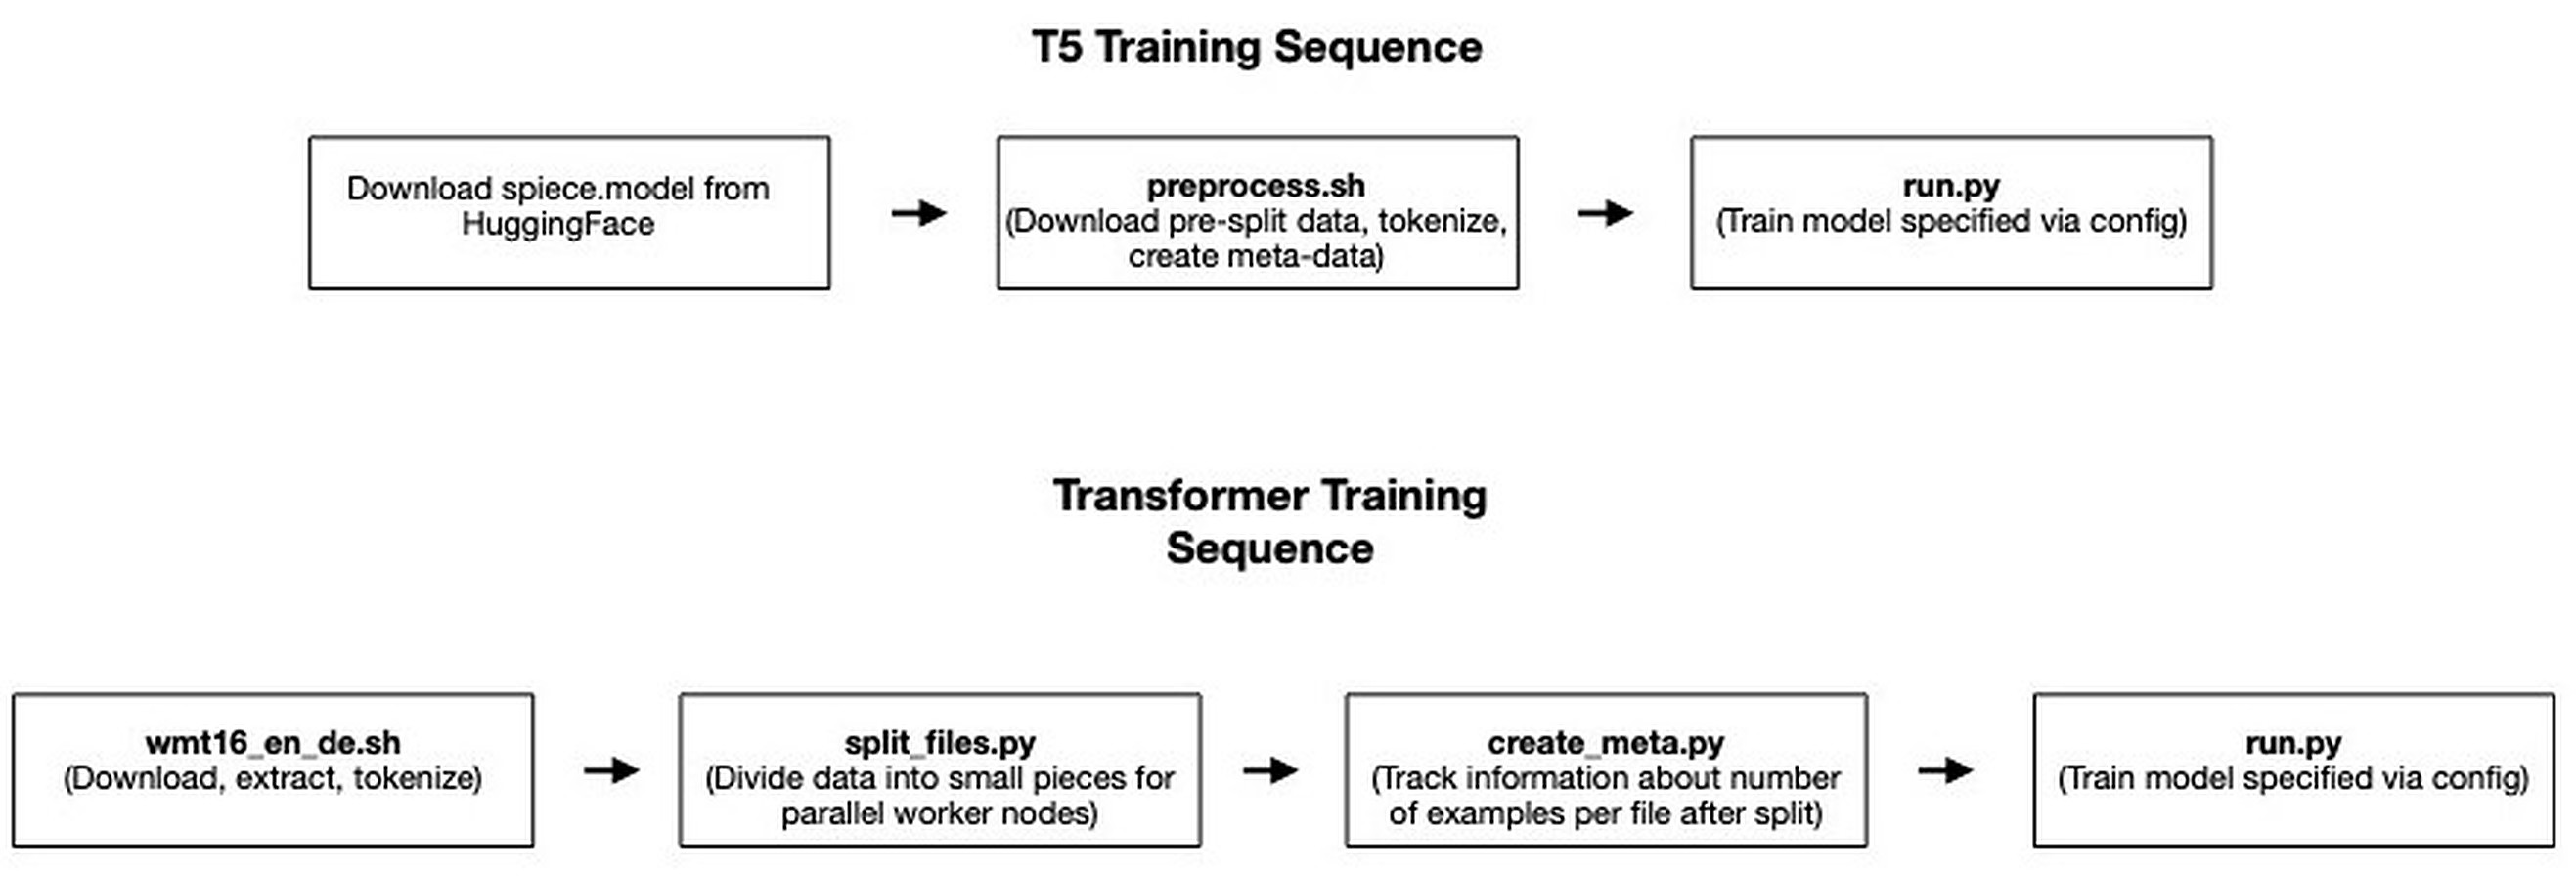 T5 Training Sequence
Download spiece.model from
HuggingFace
preprocess.sh
(Download pre-split data, tokenize,
create meta-data)
run.py
(Train model specified via config)
Transformer Training
Sequence
wmt16_en_de.sh
(Download, extract, tokenize)
split_files.py
(Divide data into small pieces for
parallel worker nodes)
create_meta.py
(Track information about number
of examples per file after split)
run.py
(Train model specified via config)